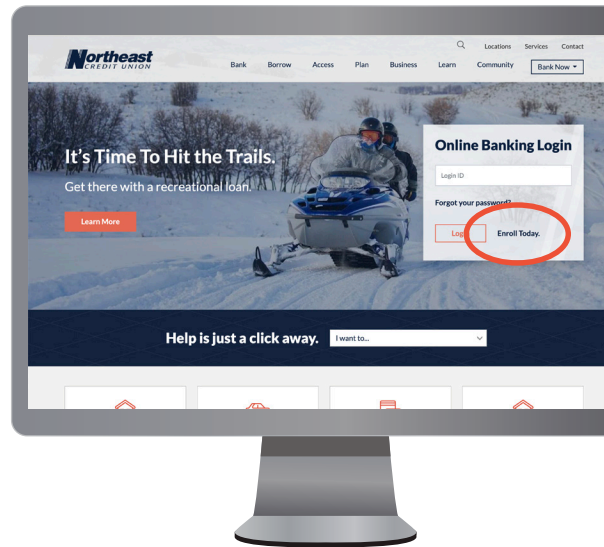 Locations Services Contact
Northeast
CREDIT UNION
Bank Borrow Access Plan Business Learn Community Bank Now
It's Time To Hit the Trails.
Get there with a recreational loan.
Learn More
Online Banking Login
Login ID
Forgot your password?
Enroll Today.
Help is just a click away. I want to...